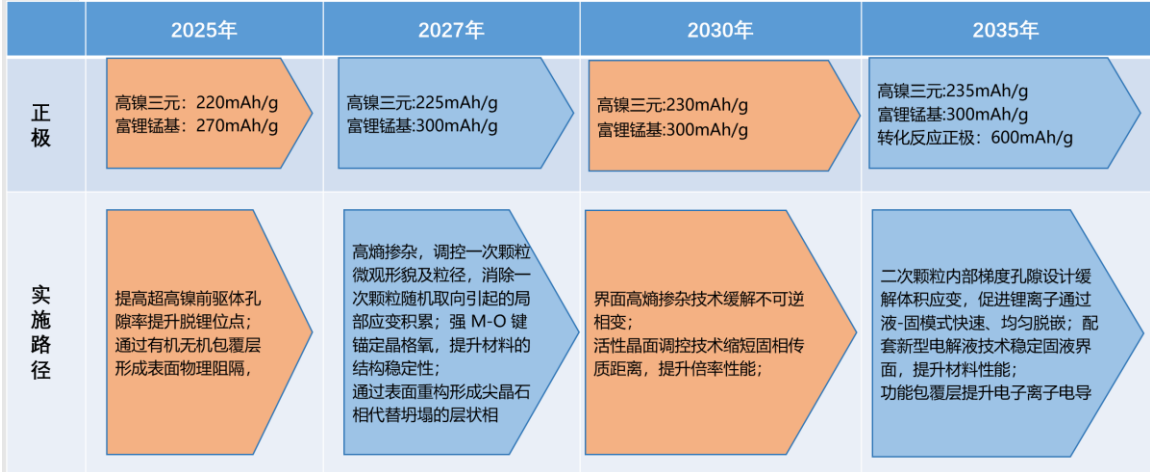 2025年
2027年
2030年
2035年
正极
高镍三元：220mAh/g
富锂锰基：270mAh/g
高镍三元:225mAh/g
富锂锰基:300mAh/g
高镍三元:230mAh/g
富锂锰基:300mAh/g
高镍三元:235mAh/g
富锂锰基:300mAh/g
转化反应正极：600mAh/g
实施路径
提高超高镍前驱体孔
隙率提升脱锂位点；
通过有机无机包覆层
形成表面物理阻隔，
高熵掺杂，调控一次颗粒
微观形貌及粒径，消除一
次颗粒随机取向引起的局
部应变积累；强 M-O 键
锚定晶格氧，提升材料的
结构稳定性；
通过表面重构形成尖晶石
相代替坍塌的层状相
界面高熵掺杂技术缓解不可逆
相变；
活性晶面调控技术缩短固相传
质距离，提升倍率性能；
二次颗粒内部梯度孔隙设计缓
解体积应变，促进锂离子通过
液-固模式快速、均匀脱嵌；配
套新型电解液技术稳定固液界
面，提升材料性能；
功能包覆层提升电子离子电导